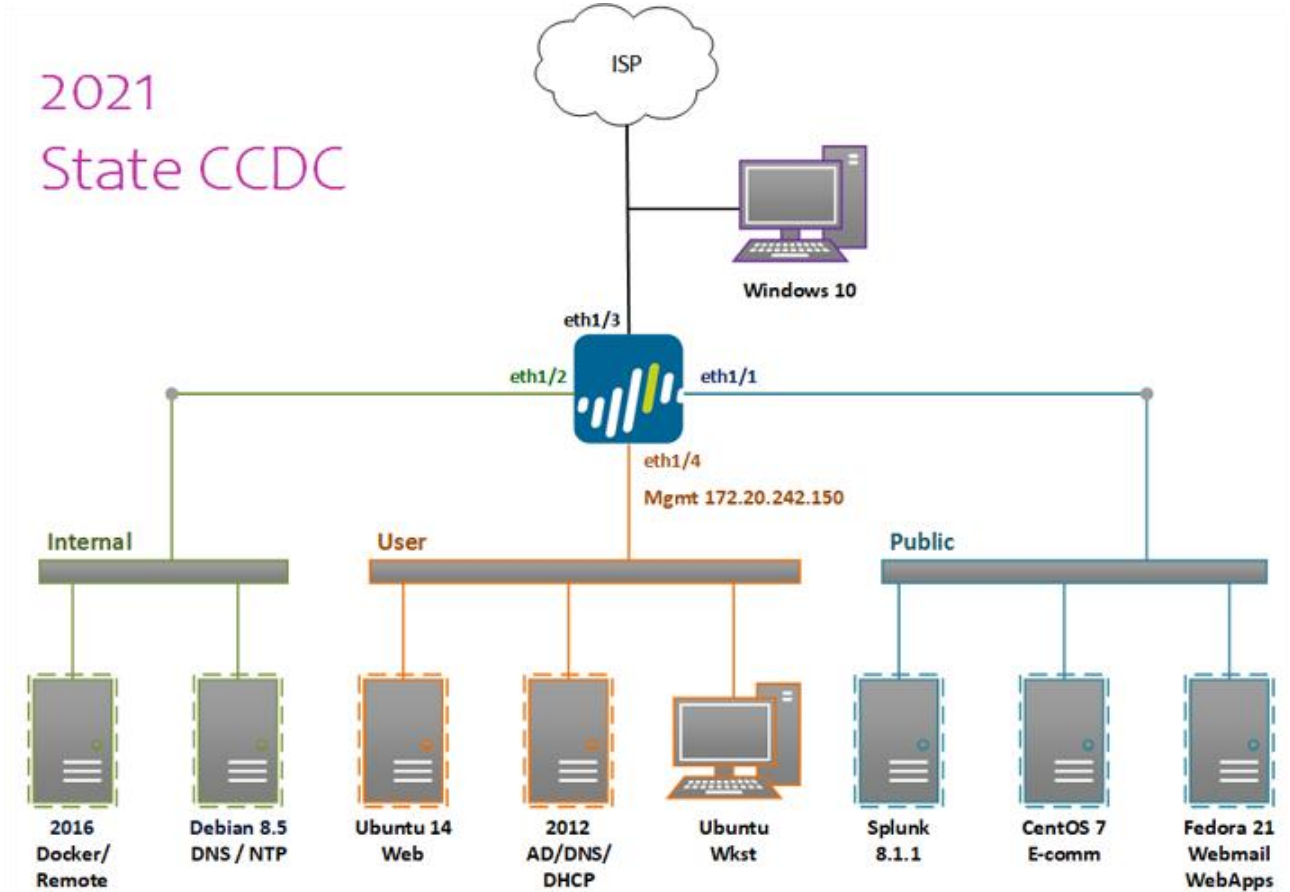 2021
State CCDC
ISP
Windows 10
eth1/3
eth1/2
eth1/1
eth1/4
Mgmt 172.20.242.150
Internal
User
Public
2016
Docker/
Remote
Debian 8.5
DNS / NTP
Ubuntu 14
Web
2012
AD/DNS/
DHCP
Ubuntu
Wkst
Splunk
8.1.1
CentOS 7
E-comm
Fedora 21
Webmail
WebApps